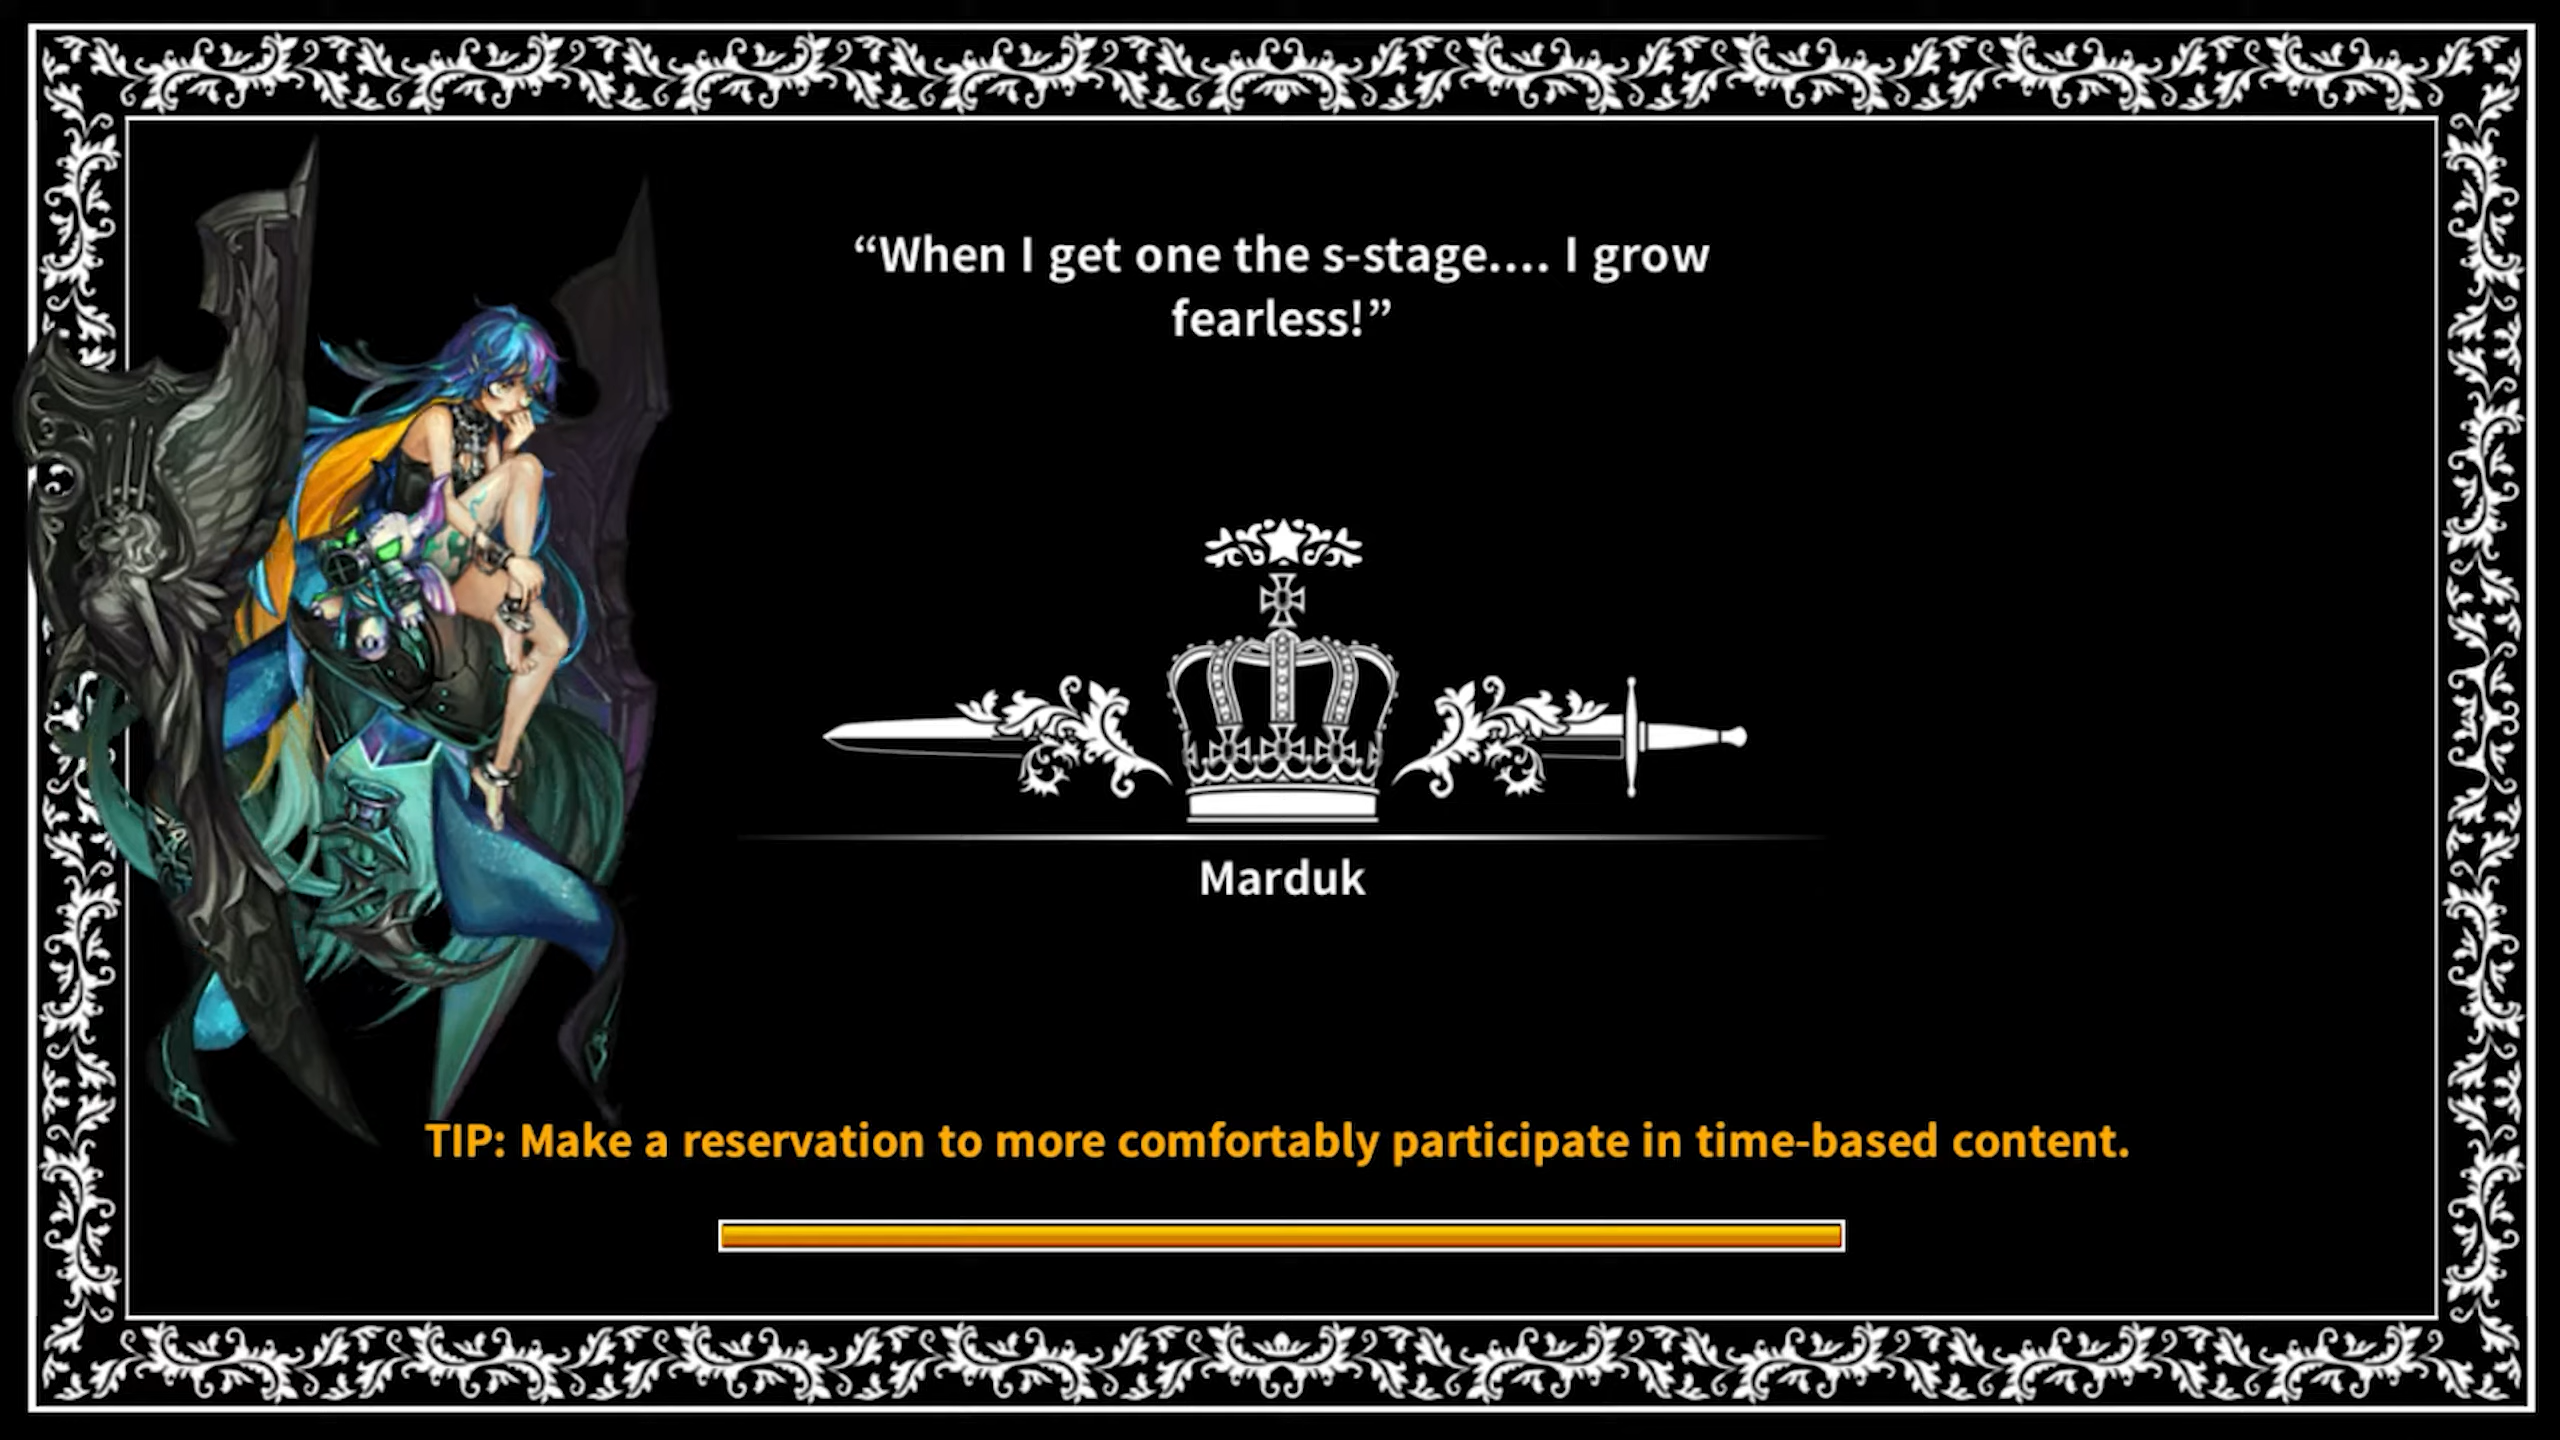 “When I get one the s-stage.... I grow
fearless!”
Marduk
TIP: Make a reservation to more comfortably participate in time-based content.